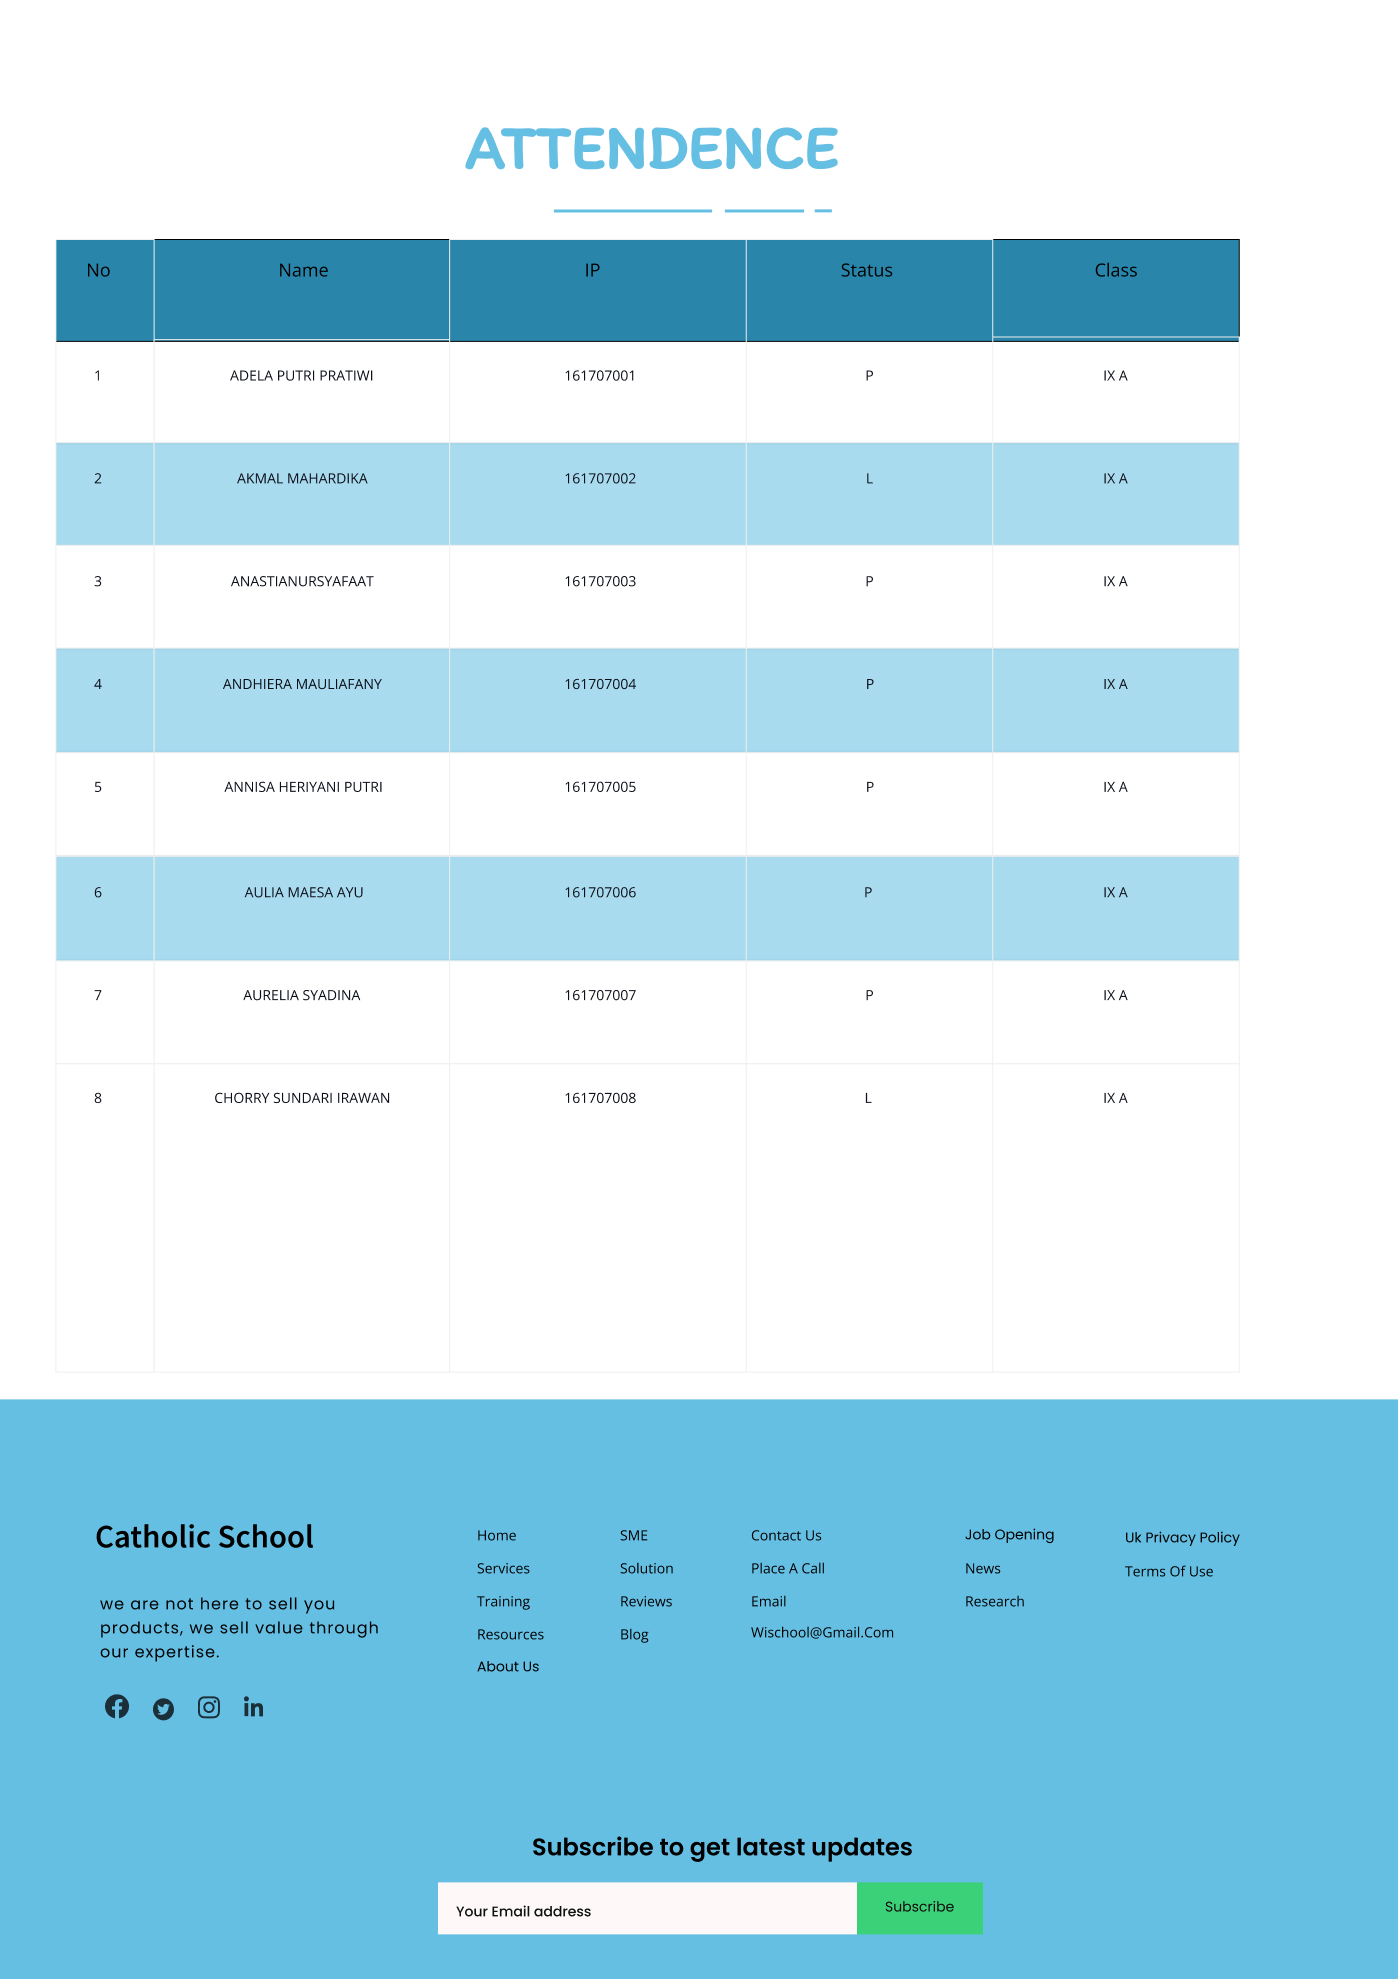 ATTENDENCE
No Name IP Status Class
1 ADELA PUTRI PRATIWI 161707001 P IX A
2 AKMAL MAHARDIKA 161707002 L IX A
3 ANASTIANURSYAFAAT 161707003 P IX A
4 ANDHIERA MAULIAFANY 161707004 P IX A
5 ANNISA HERIYANI PUTRI 161707005 P IX A
6 AULIA MAESA AYU 161707006 P IX A
7 AURELIA SYADINA 161707007 P IX A
8 CHORRY SUNDARI IRAWAN 161707008 L IX A
Catholic School
we are not here to sell you
products, we sell value through
our expertise.
Home
Services
Training
Resources
About Us
SME
Solution
Reviews
Blog
Contact Us
Place A Call
Email
Wischool@Gmail.Com
Job Opening
News
Research
Uk Privacy Policy
Terms Of Use
Subscribe to get latest updates
Your Email address
Subscribe